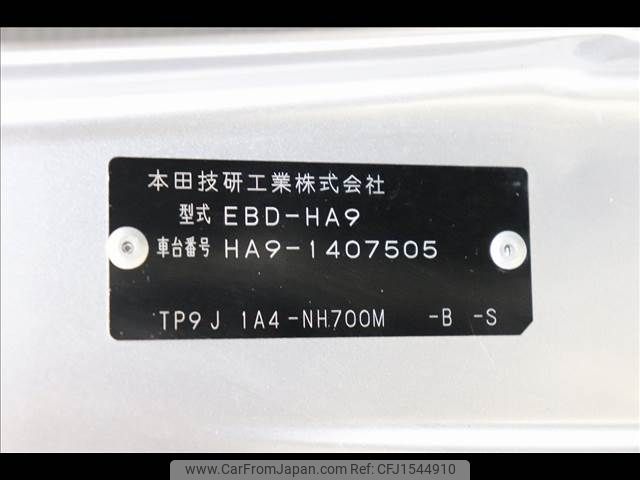 本田技研工業株式会社
型式 EBD-HA9
車台番号 HA9-1407505
TP9J 1A4-NH700M -B -S
www.CarFromJapan.com CFJ1544910